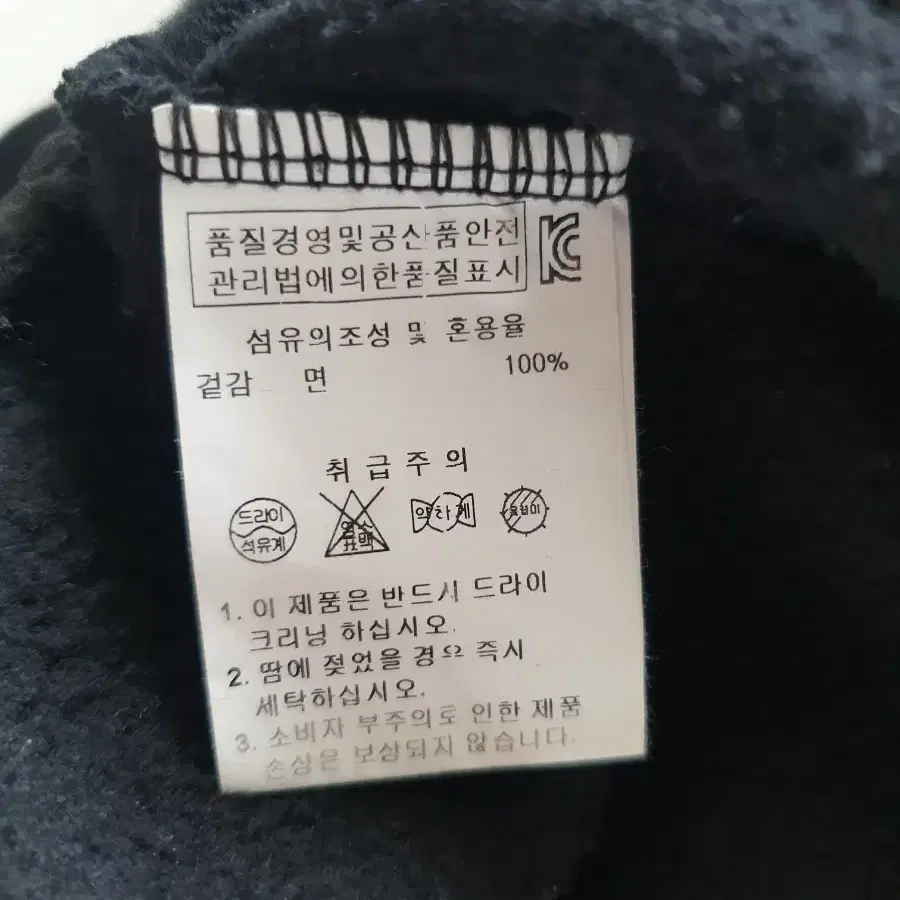 품질경영및공산품안전
관리법에의한품질표시
KC
섬유의조성 및 혼용율
겉감 면 100%
취급주의
드라이
석유계
염소
표백
약하게
옷걸이
1. 이 제품은 반드시 드라이
크리닝 하십시오.
2. 땀에 젖었을 경우 즉시
세탁하십시오.
3. 소비자 부주의로 인한 제품
손상은 보상되지 않습니다.